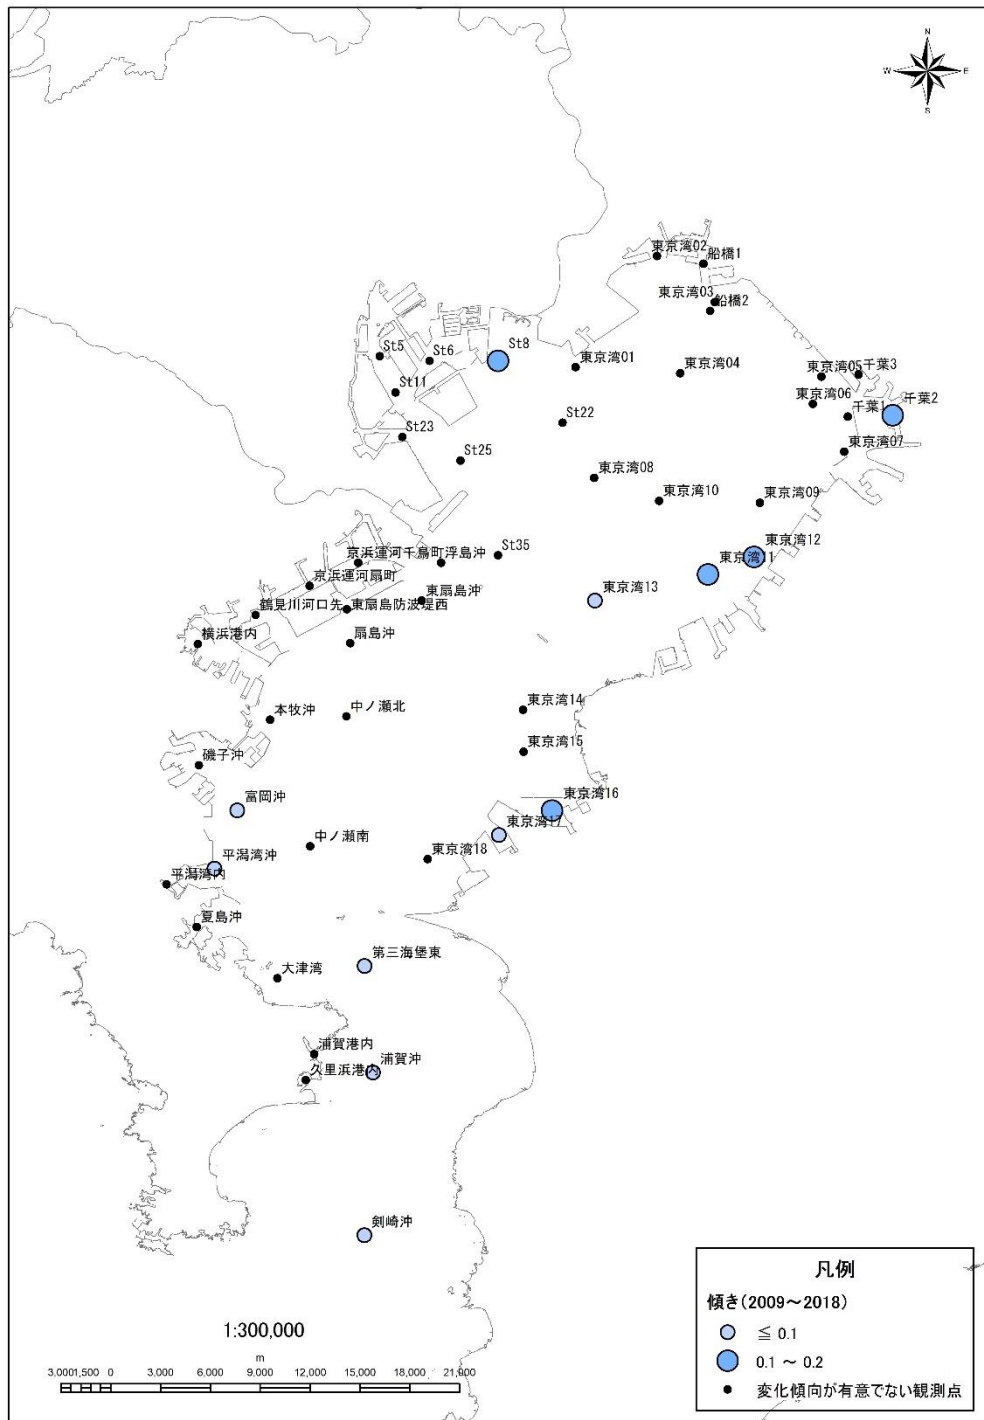 N
W
E
S
東京湾02
船橋1
東京湾03
船橋2
St5
St6
St8
東京湾01
東京湾04
東京湾05
千葉3
St11
東京湾06
千葉1
千葉2
St22
St23
東京湾07
St25
東京湾08
東京湾10
東京湾09
St35
東京湾12
京浜運河千鳥町
浮島沖
東京湾11
京浜運河扇町
東扇島沖
東京湾13
鶴見川河口先
東扇島防波堤西
横浜港内
扇島沖
本牧沖
中ノ瀬北
東京湾14
東京湾15
磯子沖
富岡沖
東京湾16
東京湾17
中ノ瀬南
平潟湾沖
東京湾18
平潟湾内
夏島沖
第三海堡東
大津湾
浦賀港内
浦賀沖
久里浜港内
剣崎沖
凡例
傾き(2009～2018)
≦ 0.1
0.1 ～ 0.2
変化傾向が有意でない観測点
1:300,000
m
3,0001,500 0 3,000 6,000 9,000 12,000 15,000 18,000 21,000